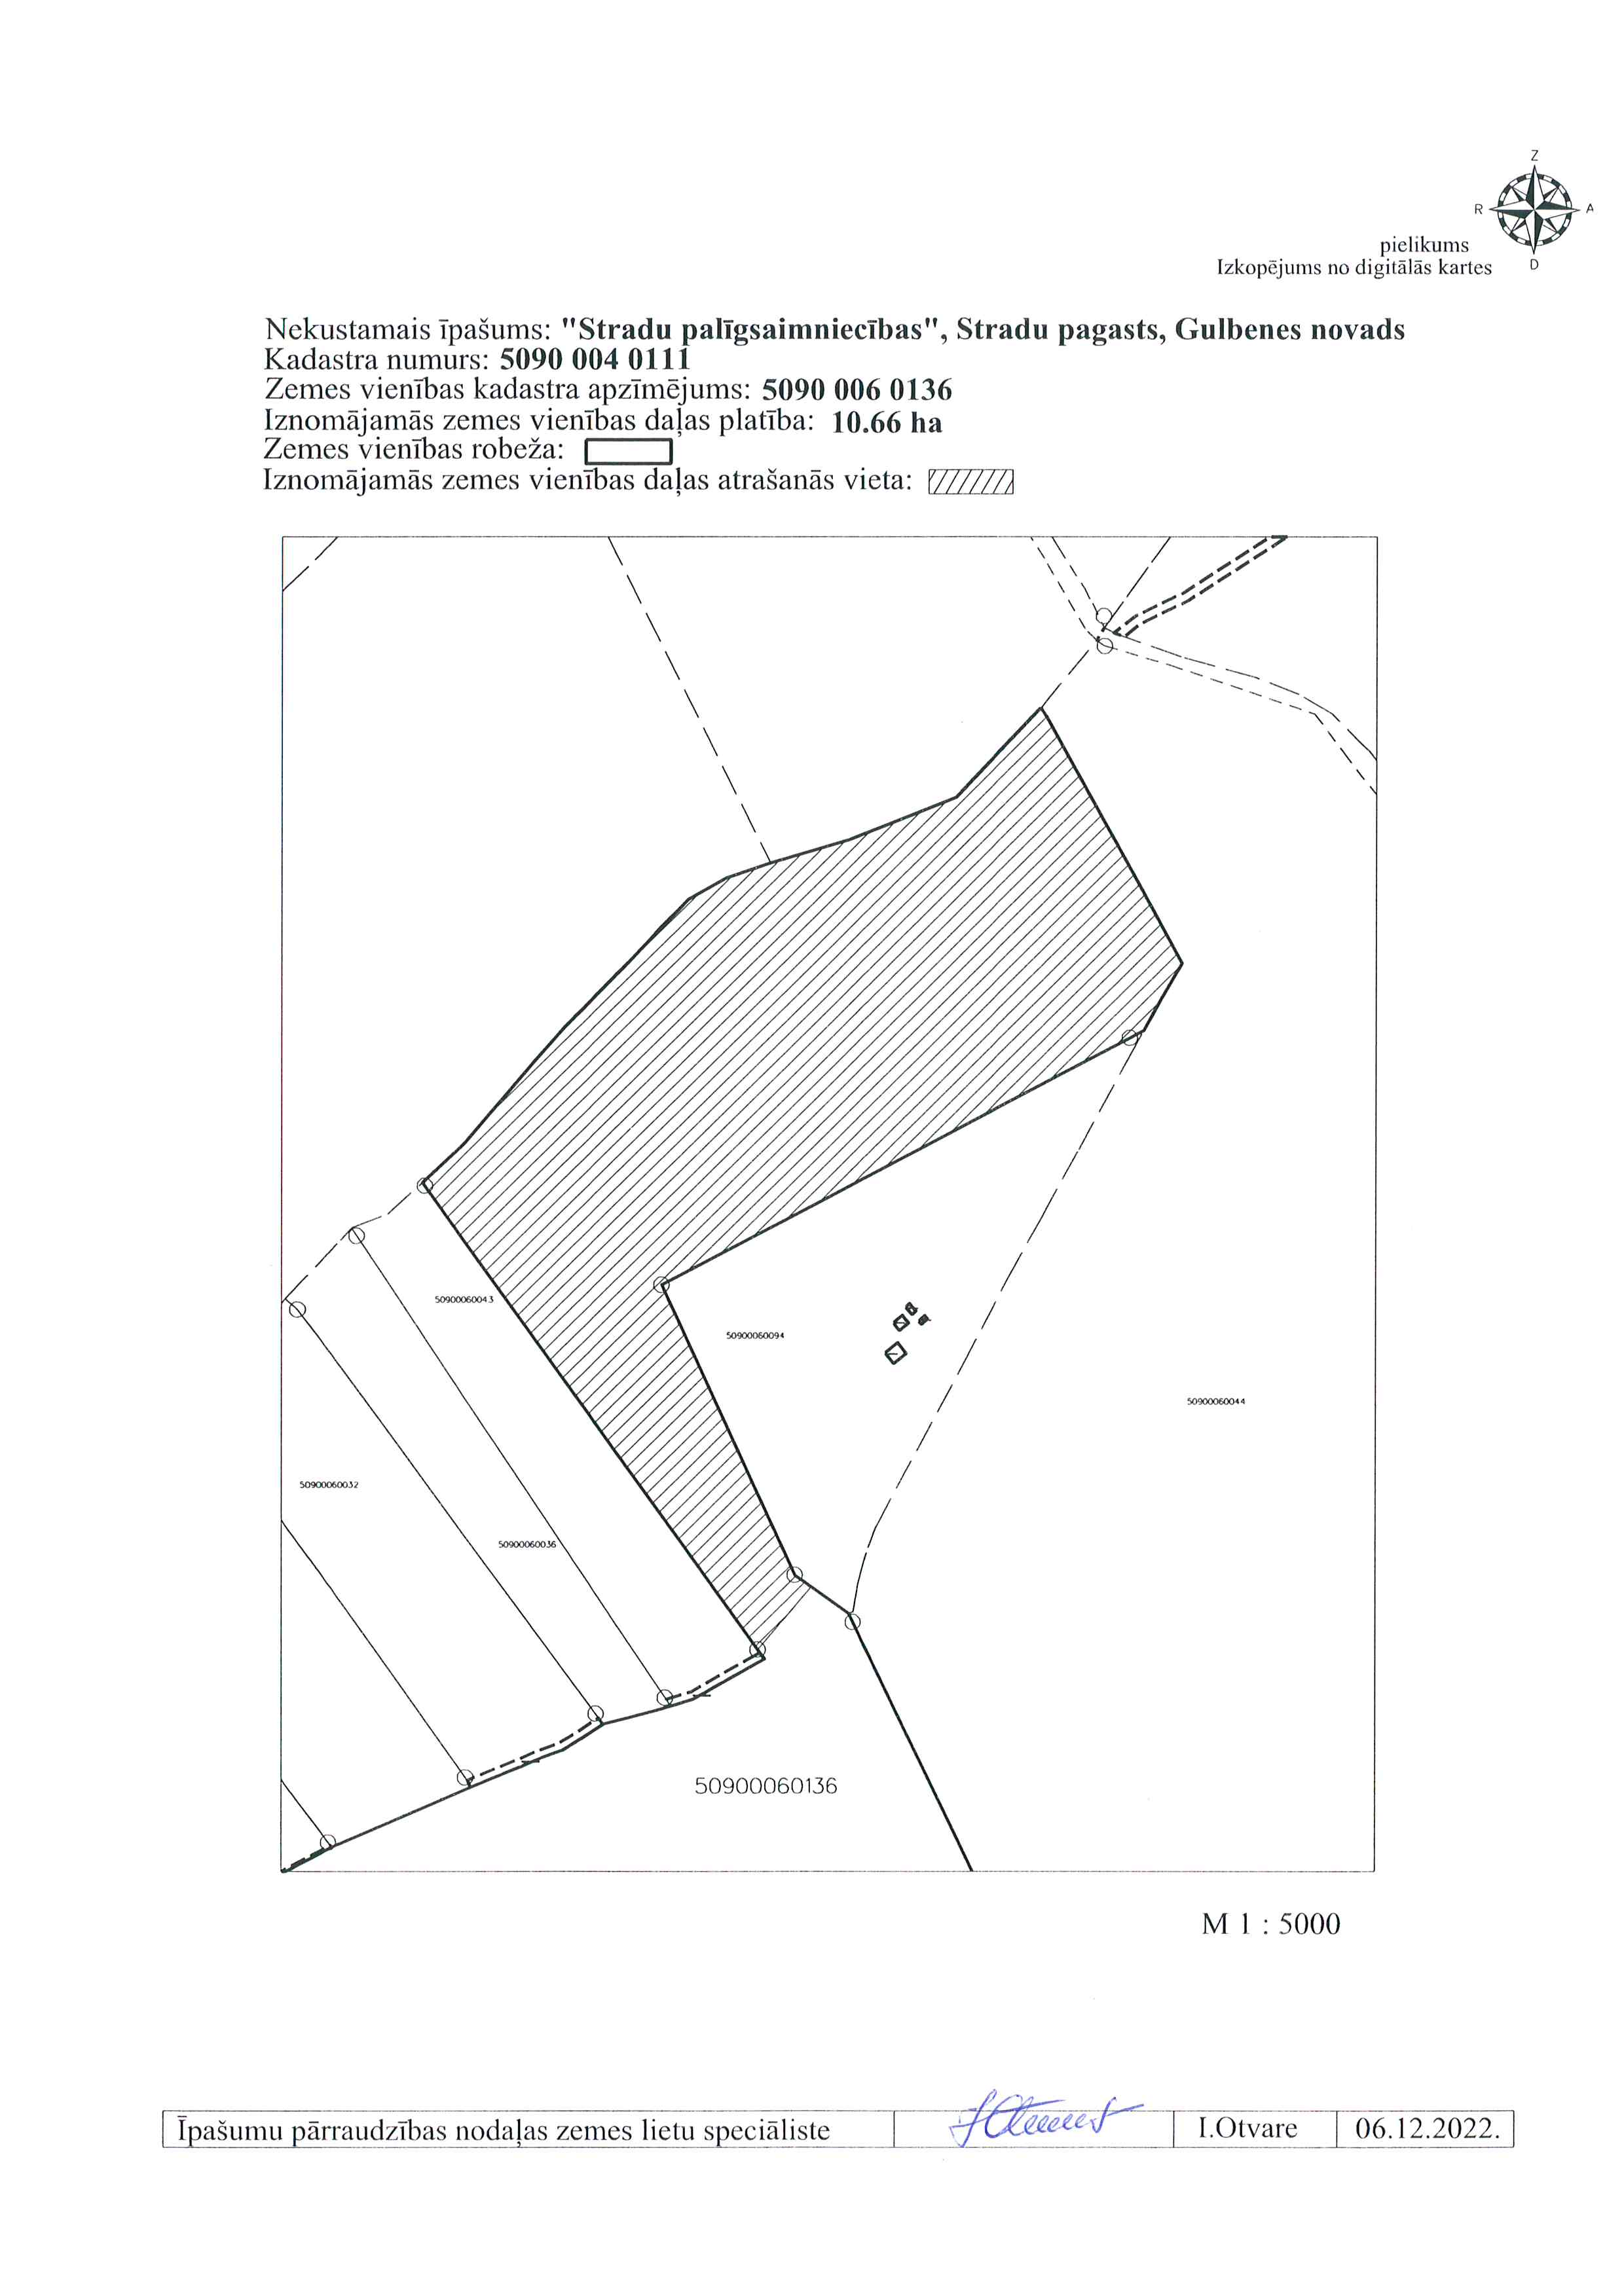 Z
R A
D
pielikums
Izkopējums no digitālās kartes
Nekustamais īpašums: "Stradu palīgsaimniecības", Stradu pagasts, Gulbenes novads
Kadastra numurs: 5090 004 0111
Zemes vienības kadastra apzīmējums: 5090 006 0136
Iznomājamās zemes vienības daļas platība: 10.66 ha
Zemes vienības robeža:
Iznomājamās zemes vienības daļas atrašanās vieta:
50900060043
50900060094
50900060044
50900060032
50900060036
50900060136
M 1 : 5000
Īpašumu pārraudzības nodaļas zemes lietu speciāliste I.Otvare 06.12.2022.